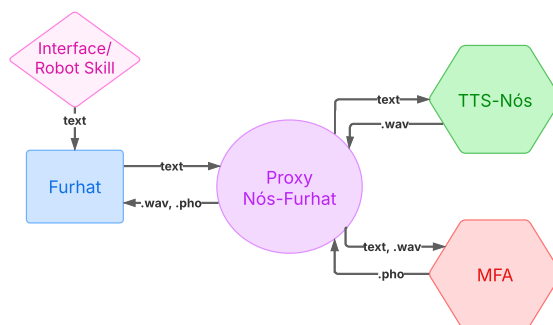 Interface/
Robot Skill
text
Furhat
text
.wav, .pho
Proxy
Nós-Furhat
text
.wav
TTS-Nós
text, .wav
.pho
MFA